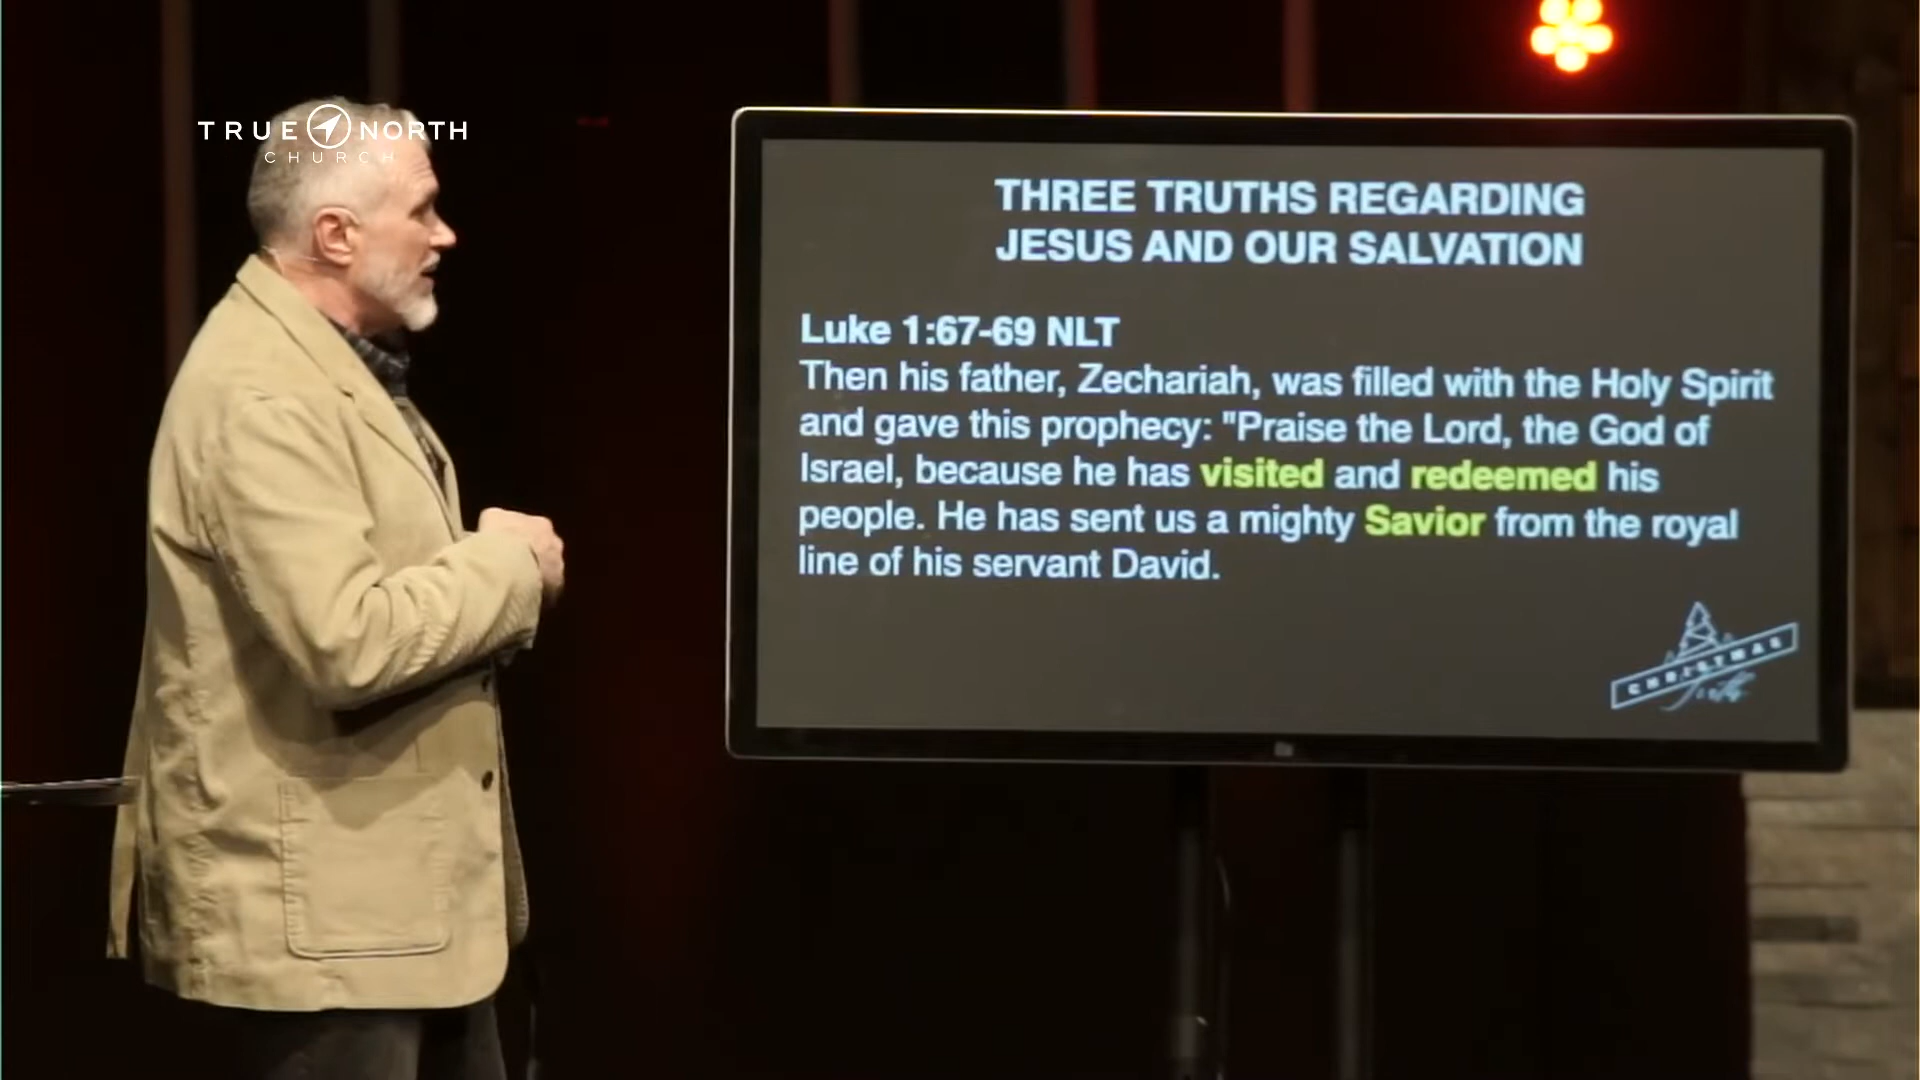 TRUE NORTH
CHURCH
THREE TRUTHS REGARDING
JESUS AND OUR SALVATION
Luke 1:67-69 NLT
Then his father, Zechariah, was filled with the Holy Spirit
and gave this prophecy: "Praise the Lord, the God of
Israel, because he has visited and redeemed his
people. He has sent us a mighty Savior from the royal
line of his servant David.
CHRISTMAS